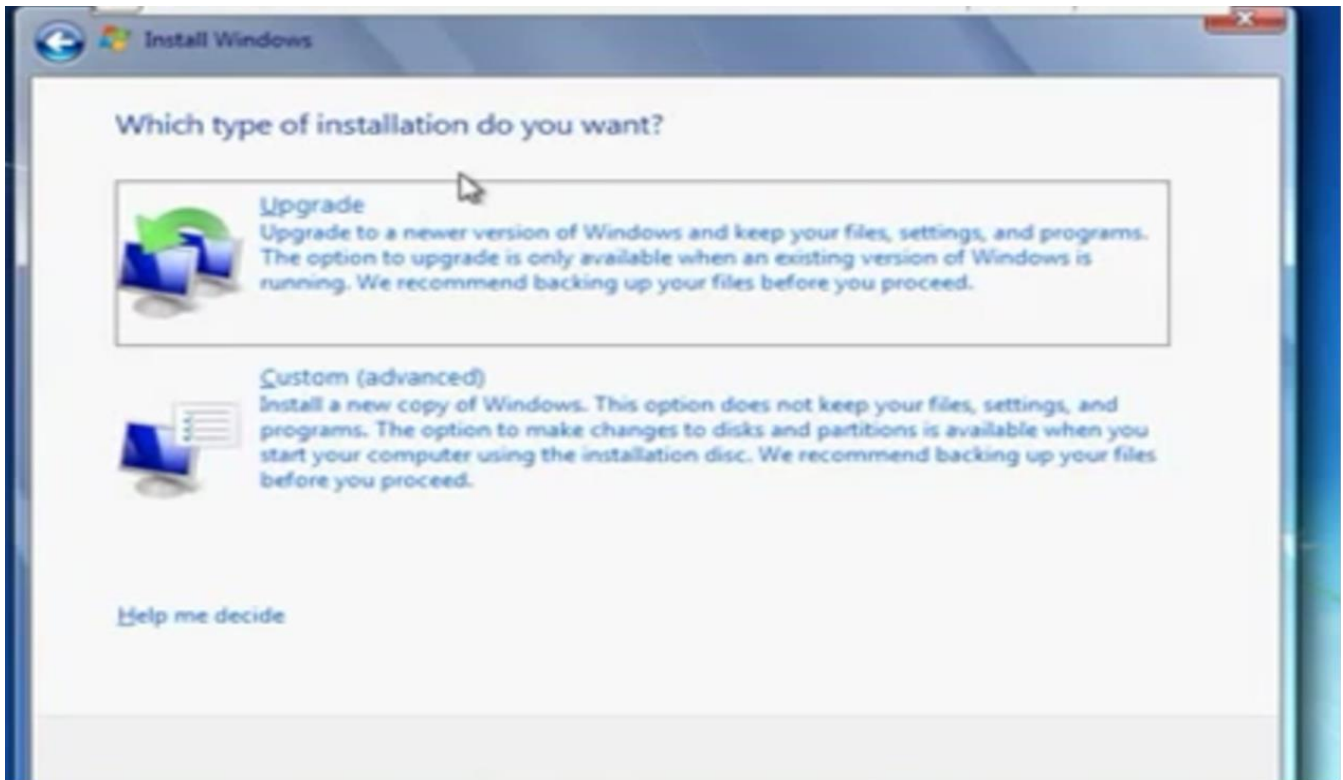 Install Windows
Which type of installation do you want?
Upgrade
Upgrade to a newer version of Windows and keep your files, settings, and programs.
The option to upgrade is only available when an existing version of Windows is
running. We recommend backing up your files before you proceed.
Custom (advanced)
Install a new copy of Windows. This option does not keep your files, settings, and
programs. The option to make changes to disks and partitions is available when you
start your computer using the installation disc. We recommend backing up your files
before you proceed.
Help me decide